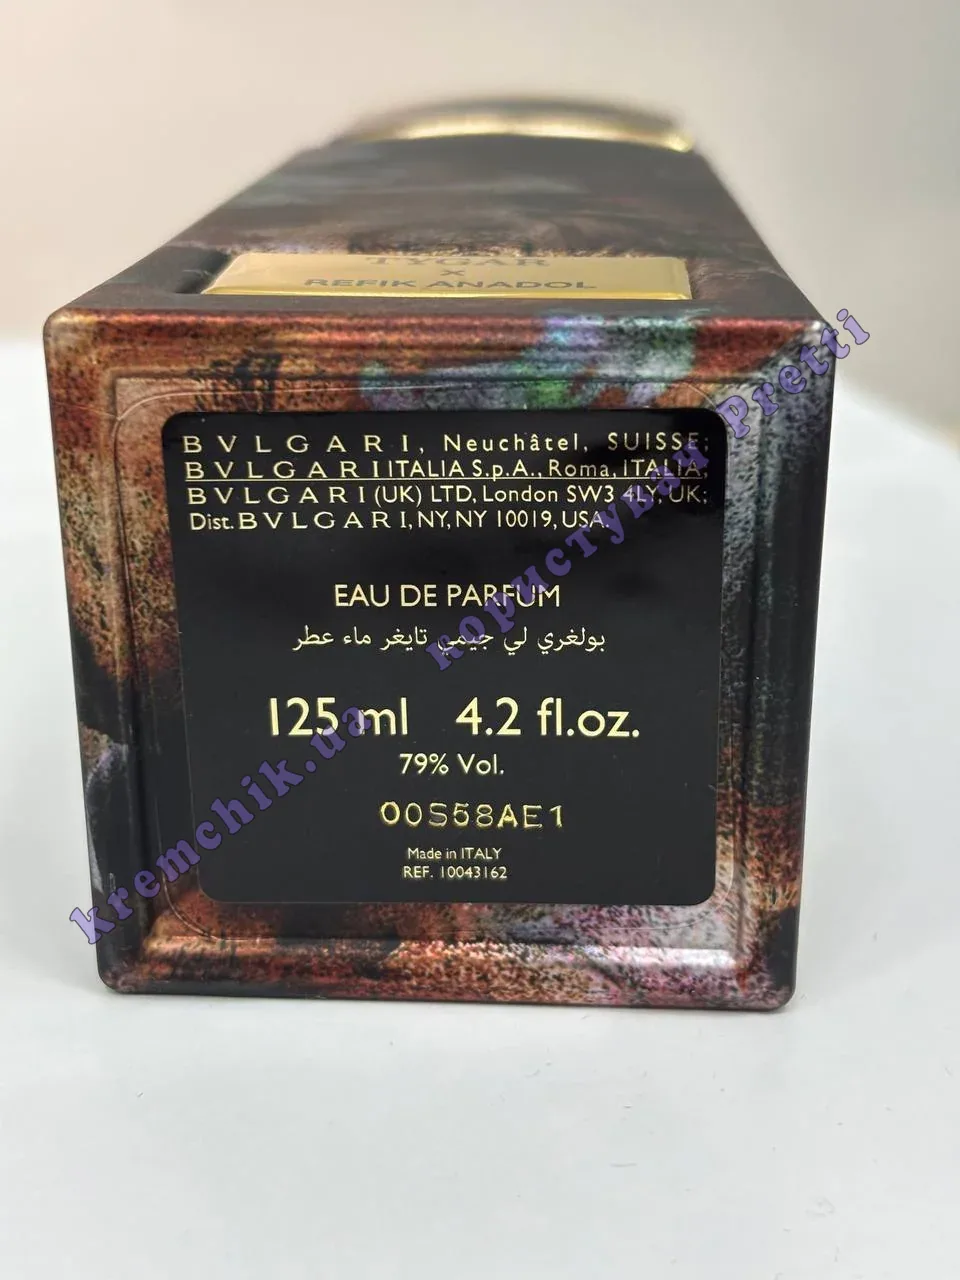 TYGAR
X
REFIK ANADOL
BVLGARI, Neuchâtel, SUISSE;
BVLGARI ITALIA S.p.A., Roma, ITALIA,
BVLGARI (UK) LTD, London SW3 4LY, UK;
Dist. BVLGARI, NY, NY 10019, USA.
EAU DE PARFUM
بولغري لي جيمي تايغر ماء عطر
125 ml 4.2 fl.oz.
79% Vol.
00S58AE1
Made in ITALY
REF. 10043162
kremchik.ua користувач Pretti